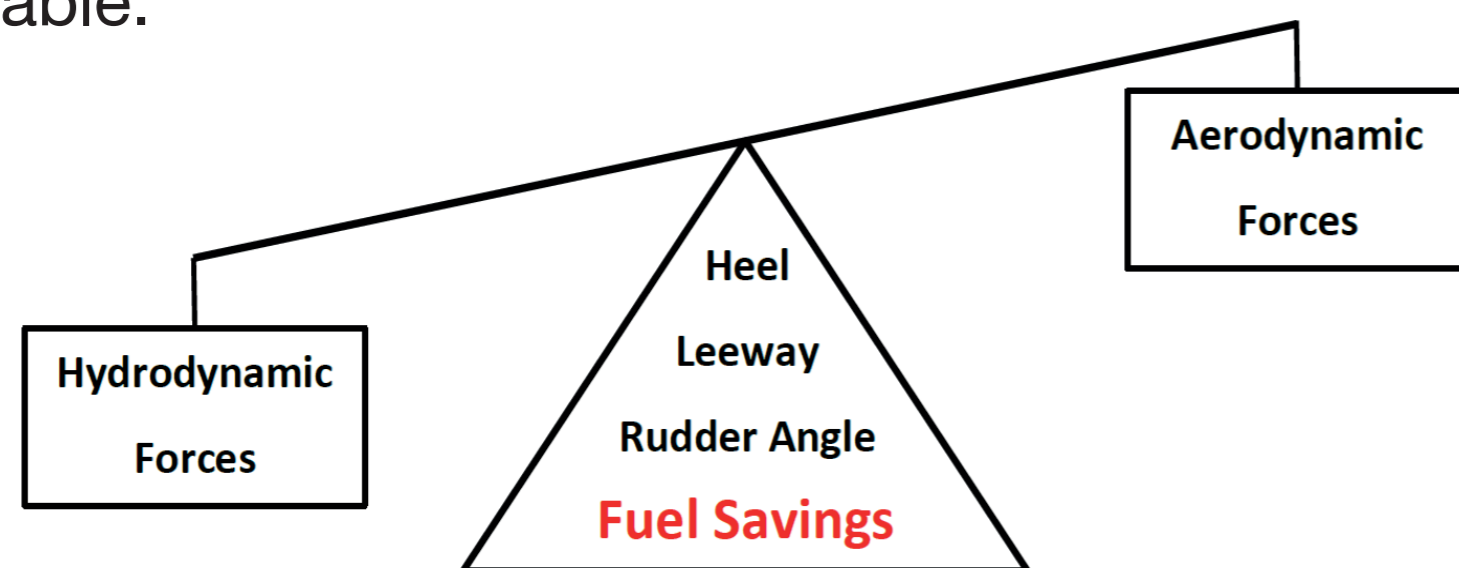 able.
Aerodynamic
Forces
Heel
Leeway
Rudder Angle
Fuel Savings
Hydrodynamic
Forces